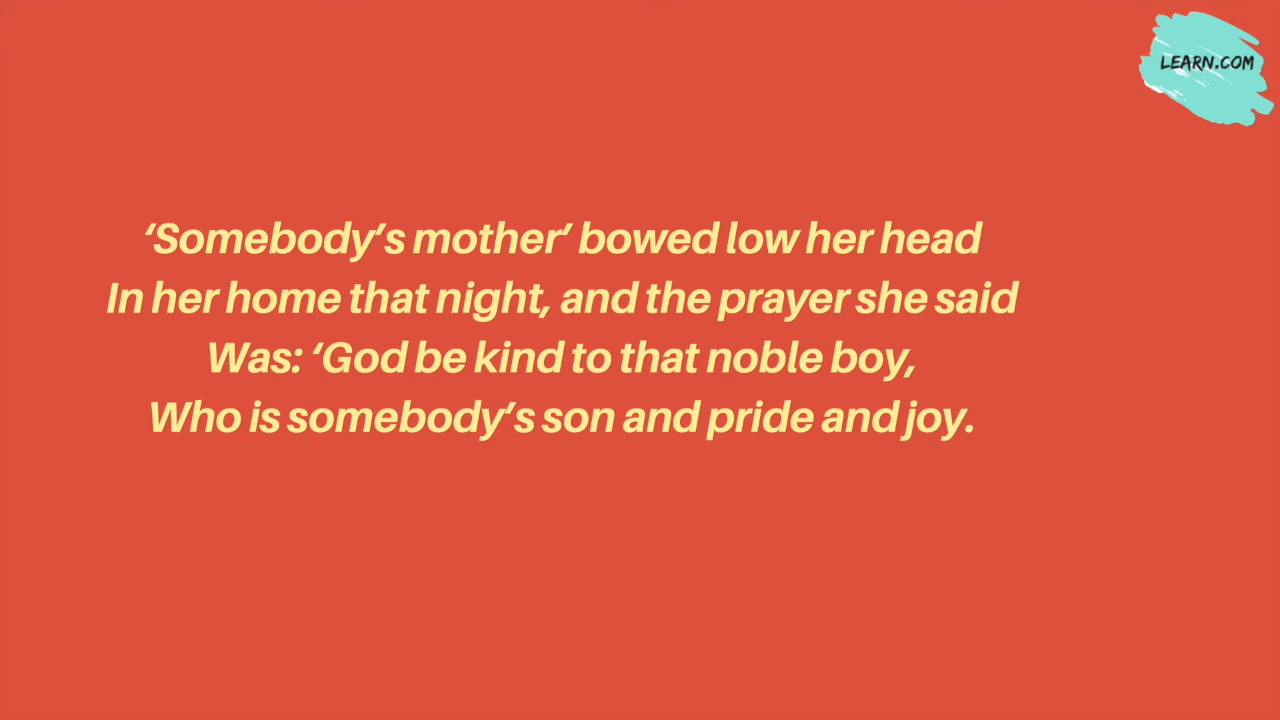 LEARN.COM
‘Somebody’s mother’ bowed low her head
In her home that night, and the prayer she said
Was: ‘God be kind to that noble boy,
Who is somebody’s son and pride and joy.